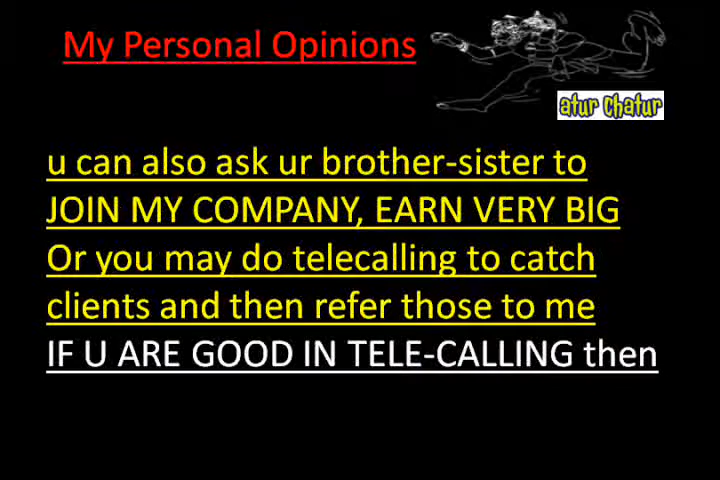 My Personal Opinions
atur chatur
u can also ask ur brother-sister to
JOIN MY COMPANY, EARN VERY BIG
Or you may do telecalling to catch
clients and then refer those to me
IF U ARE GOOD IN TELE-CALLING then